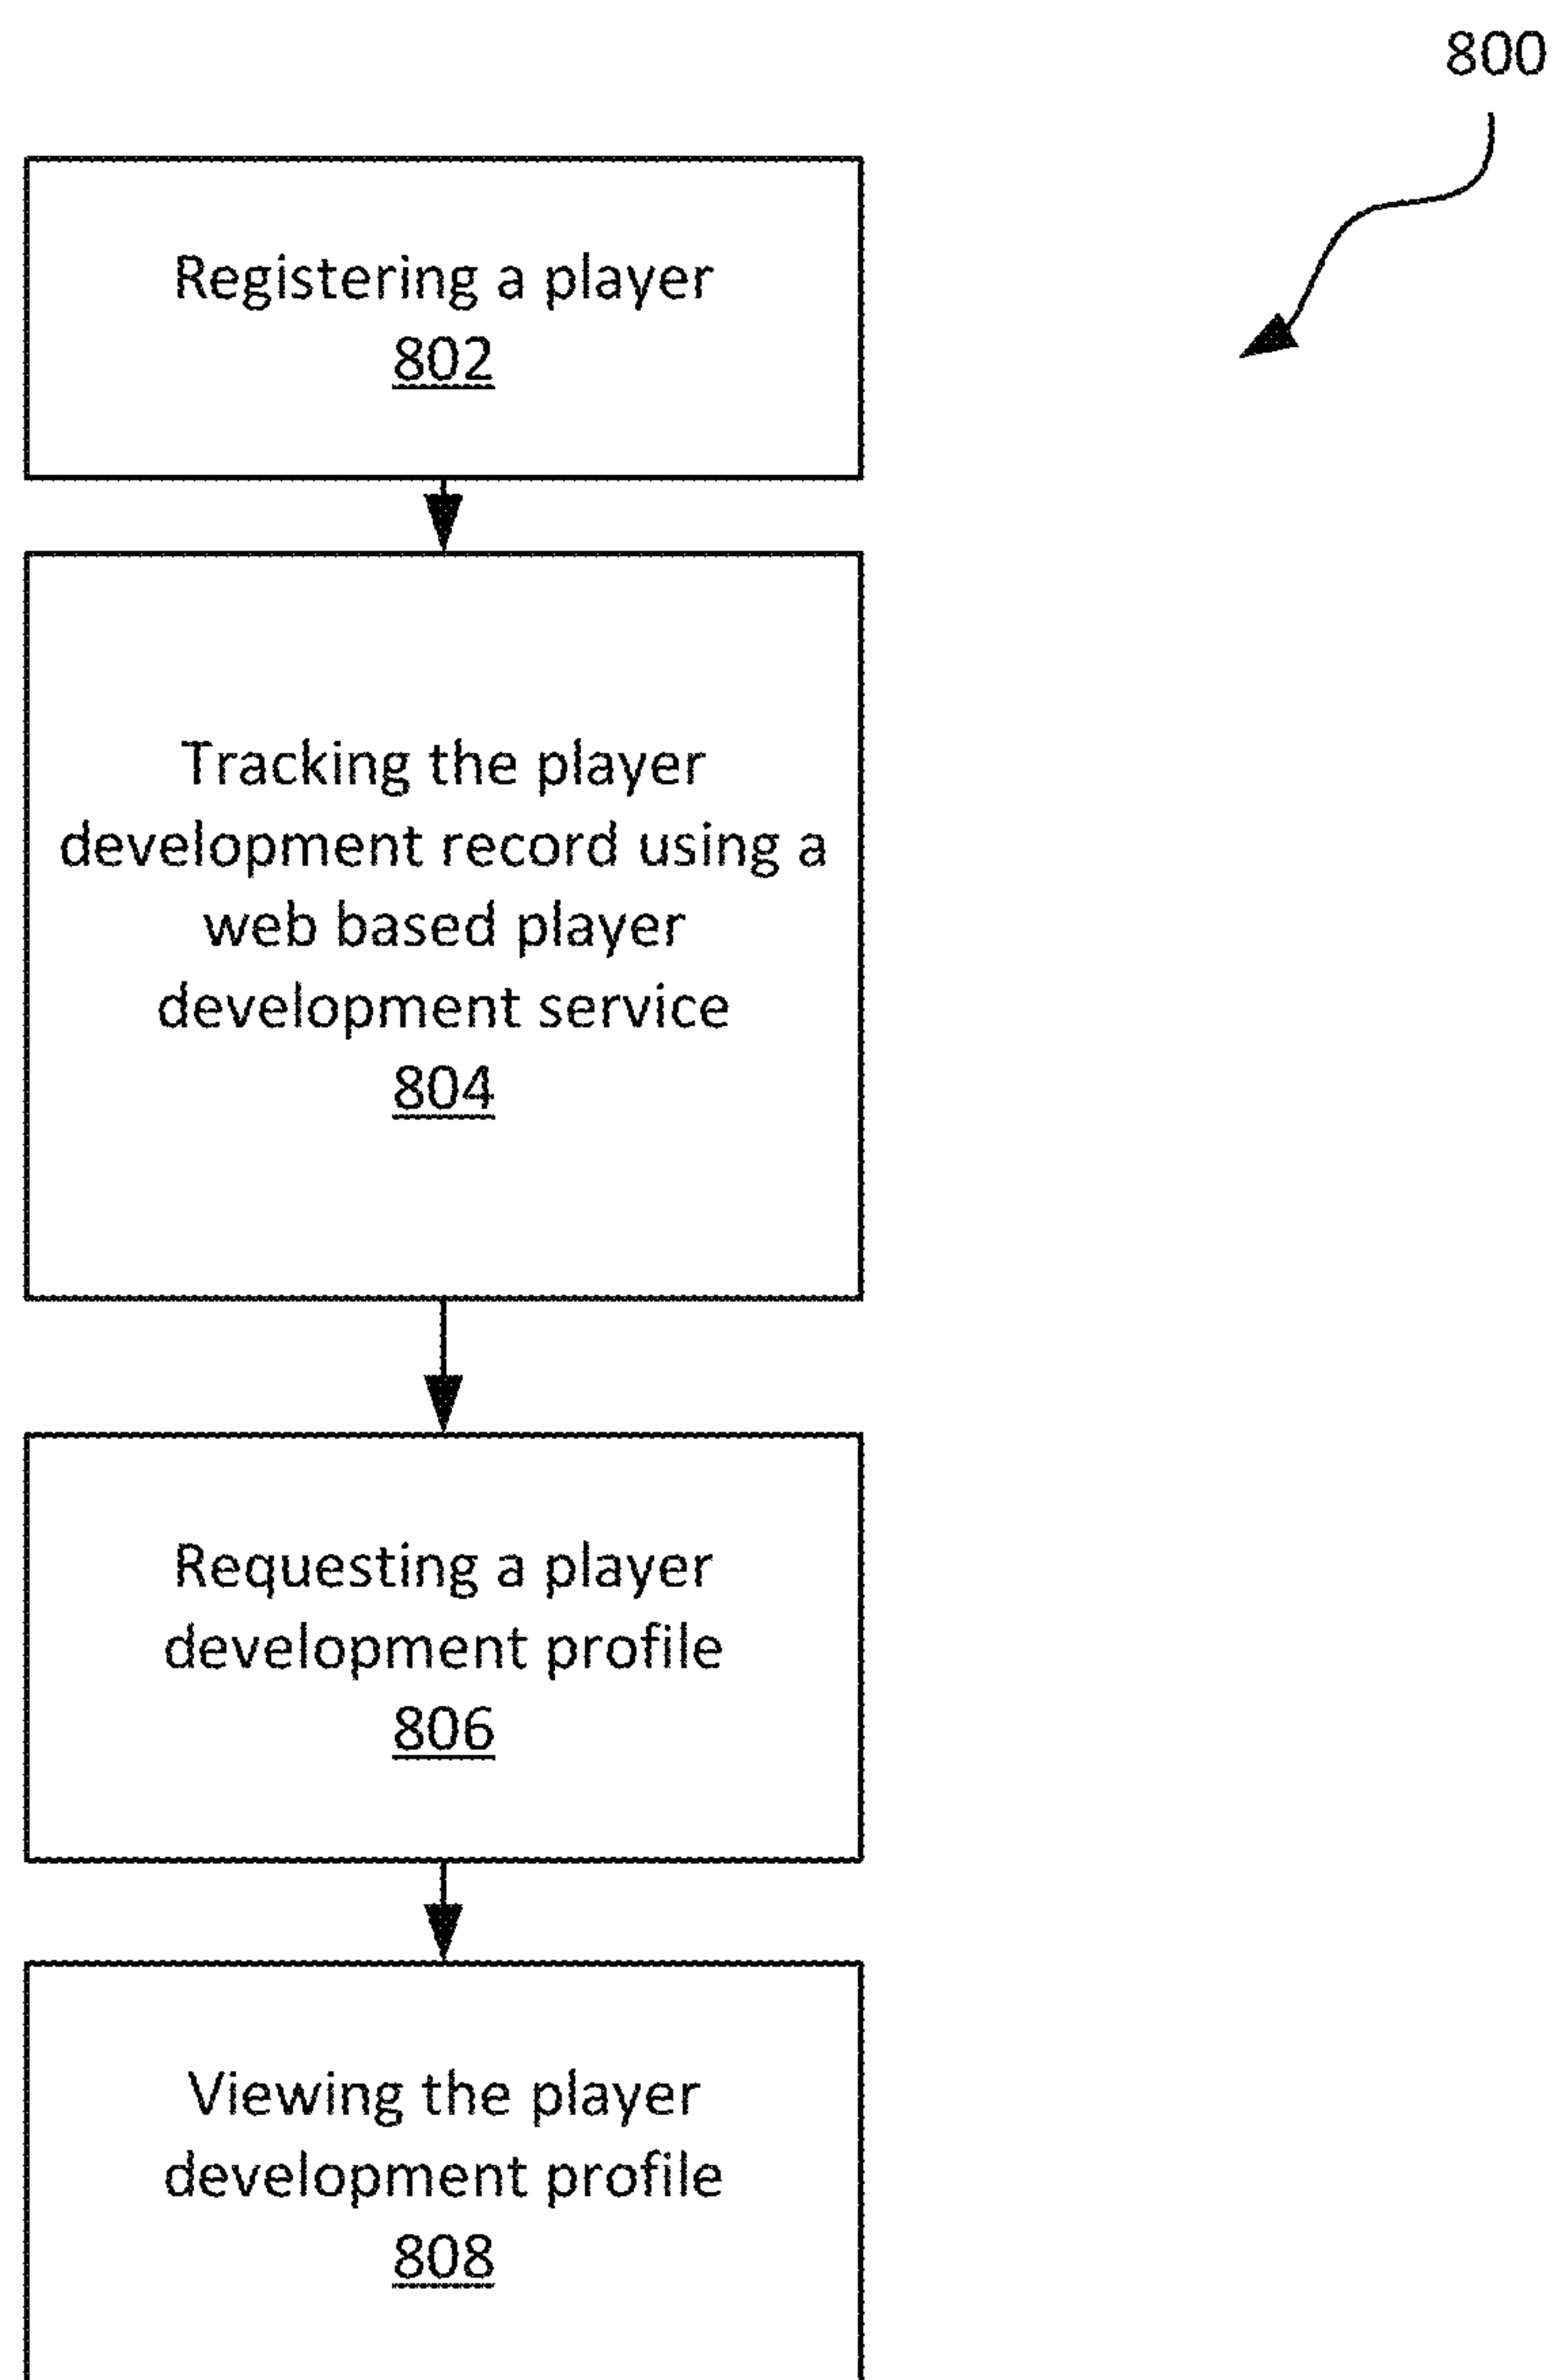 800
Registering a player
802
Tracking the player
development record using a
web based player
development service
804
Requesting a player
development profile
806
Viewing the player
development profile
808